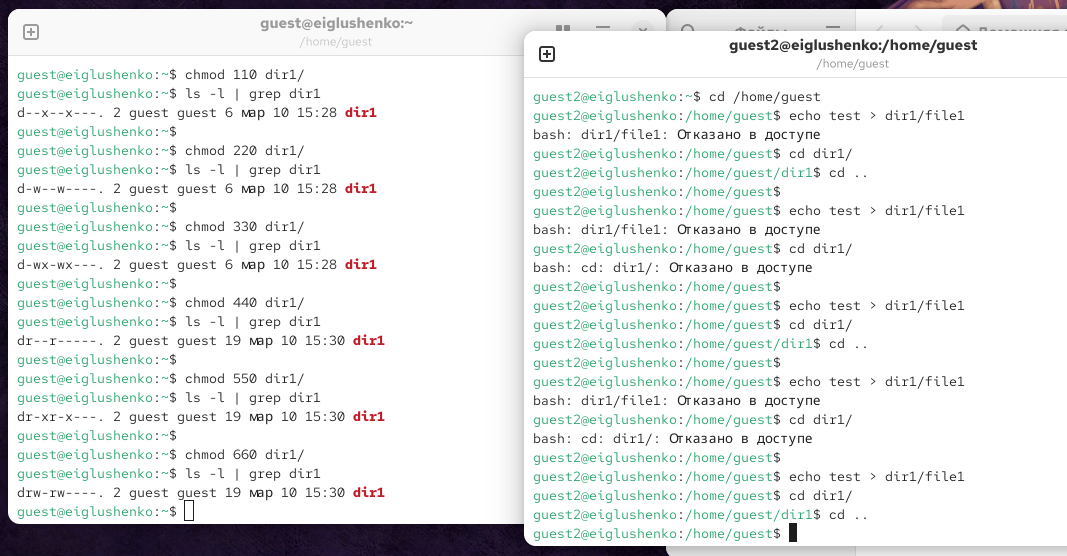 guest@eiglushenko:~
/home/guest
guest@eiglushenko:~$ chmod 110 dir1/
guest@eiglushenko:~$ ls -l | grep dir1
d--x--x---. 2 guest guest 6 мар 10 15:28 dir1
guest@eiglushenko:~$
guest@eiglushenko:~$ chmod 220 dir1/
guest@eiglushenko:~$ ls -l | grep dir1
d-w--w----. 2 guest guest 6 мар 10 15:28 dir1
guest@eiglushenko:~$
guest@eiglushenko:~$ chmod 330 dir1/
guest@eiglushenko:~$ ls -l | grep dir1
d-wx-wx---. 2 guest guest 6 мар 10 15:28 dir1
guest@eiglushenko:~$
guest@eiglushenko:~$ chmod 440 dir1/
guest@eiglushenko:~$ ls -l | grep dir1
dr--r-----. 2 guest guest 19 мар 10 15:30 dir1
guest@eiglushenko:~$
guest@eiglushenko:~$ chmod 550 dir1/
guest@eiglushenko:~$ ls -l | grep dir1
dr-xr-x---. 2 guest guest 19 мар 10 15:30 dir1
guest@eiglushenko:~$
guest@eiglushenko:~$ chmod 660 dir1/
guest@eiglushenko:~$ ls -l | grep dir1
drw-rw----. 2 guest guest 19 мар 10 15:30 dir1
guest@eiglushenko:~$
guest2@eiglushenko:/home/guest
/home/guest
guest2@eiglushenko:~$ cd /home/guest
guest2@eiglushenko:/home/guest$ echo test > dir1/file1
bash: dir1/file1: Отказано в доступе
guest2@eiglushenko:/home/guest$ cd dir1/
guest2@eiglushenko:/home/guest/dir1$ cd ..
guest2@eiglushenko:/home/guest$
guest2@eiglushenko:/home/guest$ echo test > dir1/file1
bash: dir1/file1: Отказано в доступе
guest2@eiglushenko:/home/guest$ cd dir1/
bash: cd: dir1/: Отказано в доступе
guest2@eiglushenko:/home/guest$
guest2@eiglushenko:/home/guest$ echo test > dir1/file1
guest2@eiglushenko:/home/guest$ cd dir1/
guest2@eiglushenko:/home/guest/dir1$ cd ..
guest2@eiglushenko:/home/guest$
guest2@eiglushenko:/home/guest$ echo test > dir1/file1
bash: dir1/file1: Отказано в доступе
guest2@eiglushenko:/home/guest$ cd dir1/
bash: cd: dir1/: Отказано в доступе
guest2@eiglushenko:/home/guest$
guest2@eiglushenko:/home/guest$ echo test > dir1/file1
guest2@eiglushenko:/home/guest$ cd dir1/
guest2@eiglushenko:/home/guest/dir1$ cd ..
guest2@eiglushenko:/home/guest$